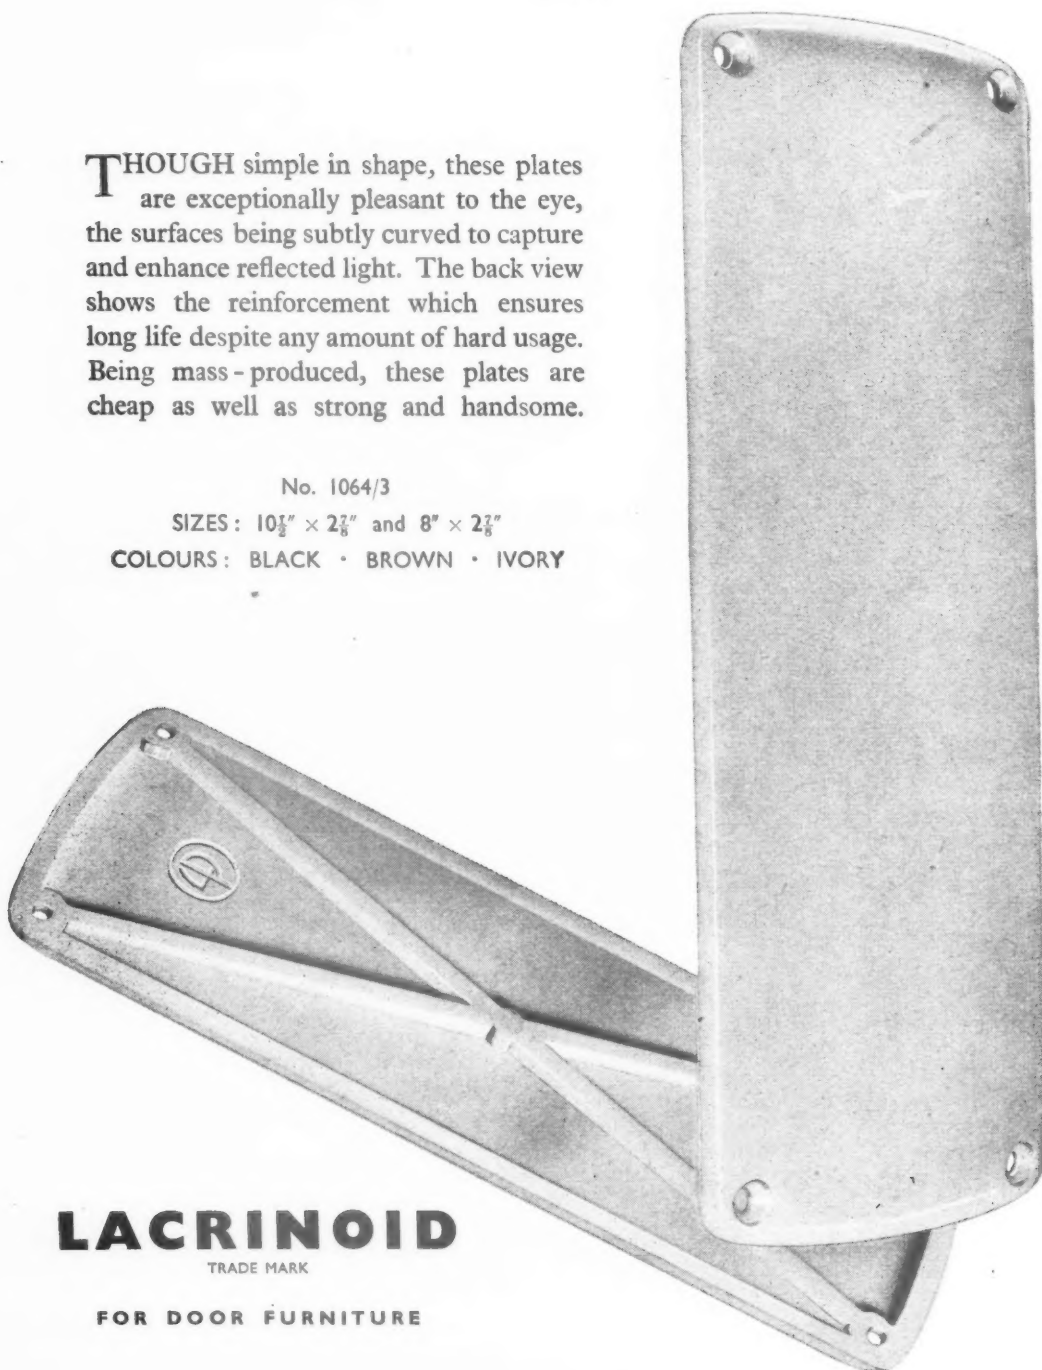 THOUGH simple in shape, these plates
are exceptionally pleasant to the eye,
the surfaces being subtly curved to capture
and enhance reflected light. The back view
shows the reinforcement which ensures
long life despite any amount of hard usage.
Being mass-produced, these plates are
cheap as well as strong and handsome.
No. 1064/3
SIZES: 10½" × 2⅞" and 8" × 2⅞"
COLOURS: BLACK · BROWN · IVORY
LACRINOID
TRADE MARK
FOR DOOR FURNITURE